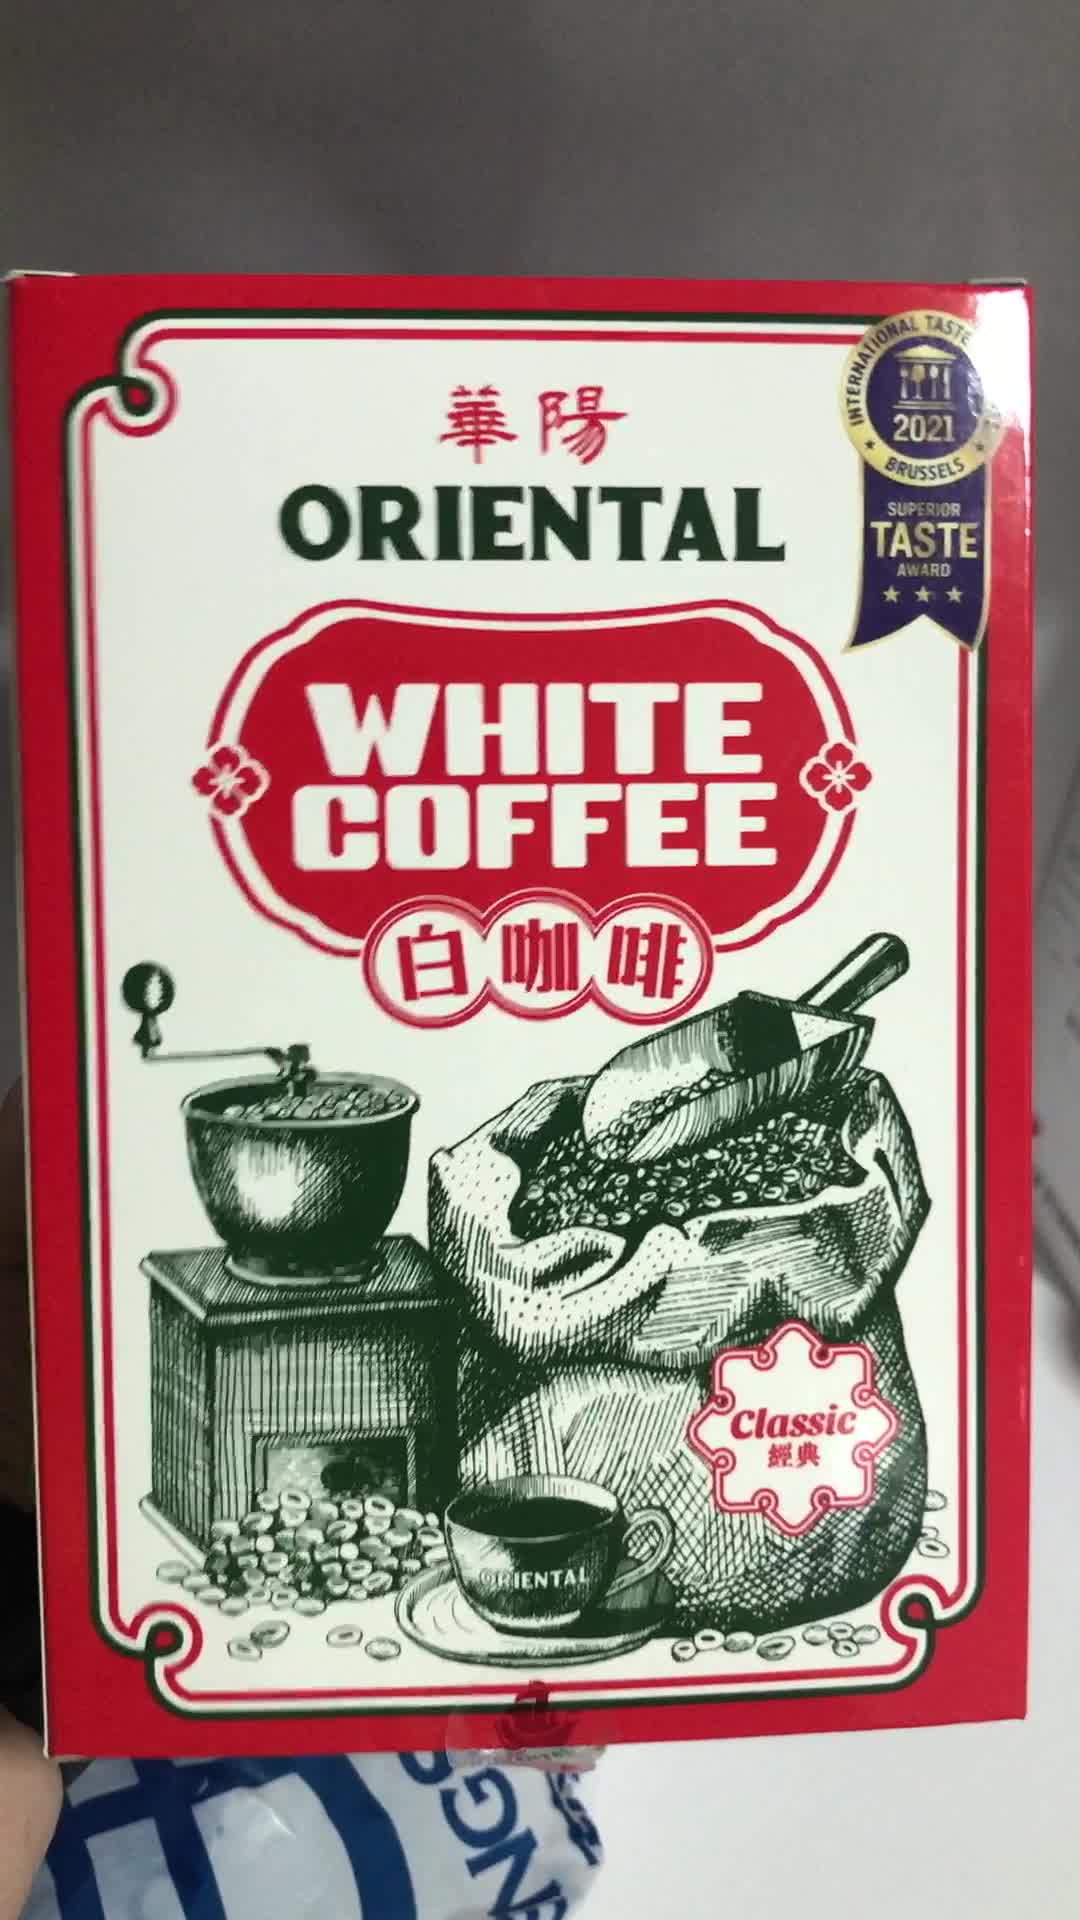 華陽
ORIENTAL
INTERNATIONAL TASTE
2021
BRUSSELS
SUPERIOR
TASTE
AWARD
WHITE
COFFEE
白咖啡
Classic
經典
ORIENTAL